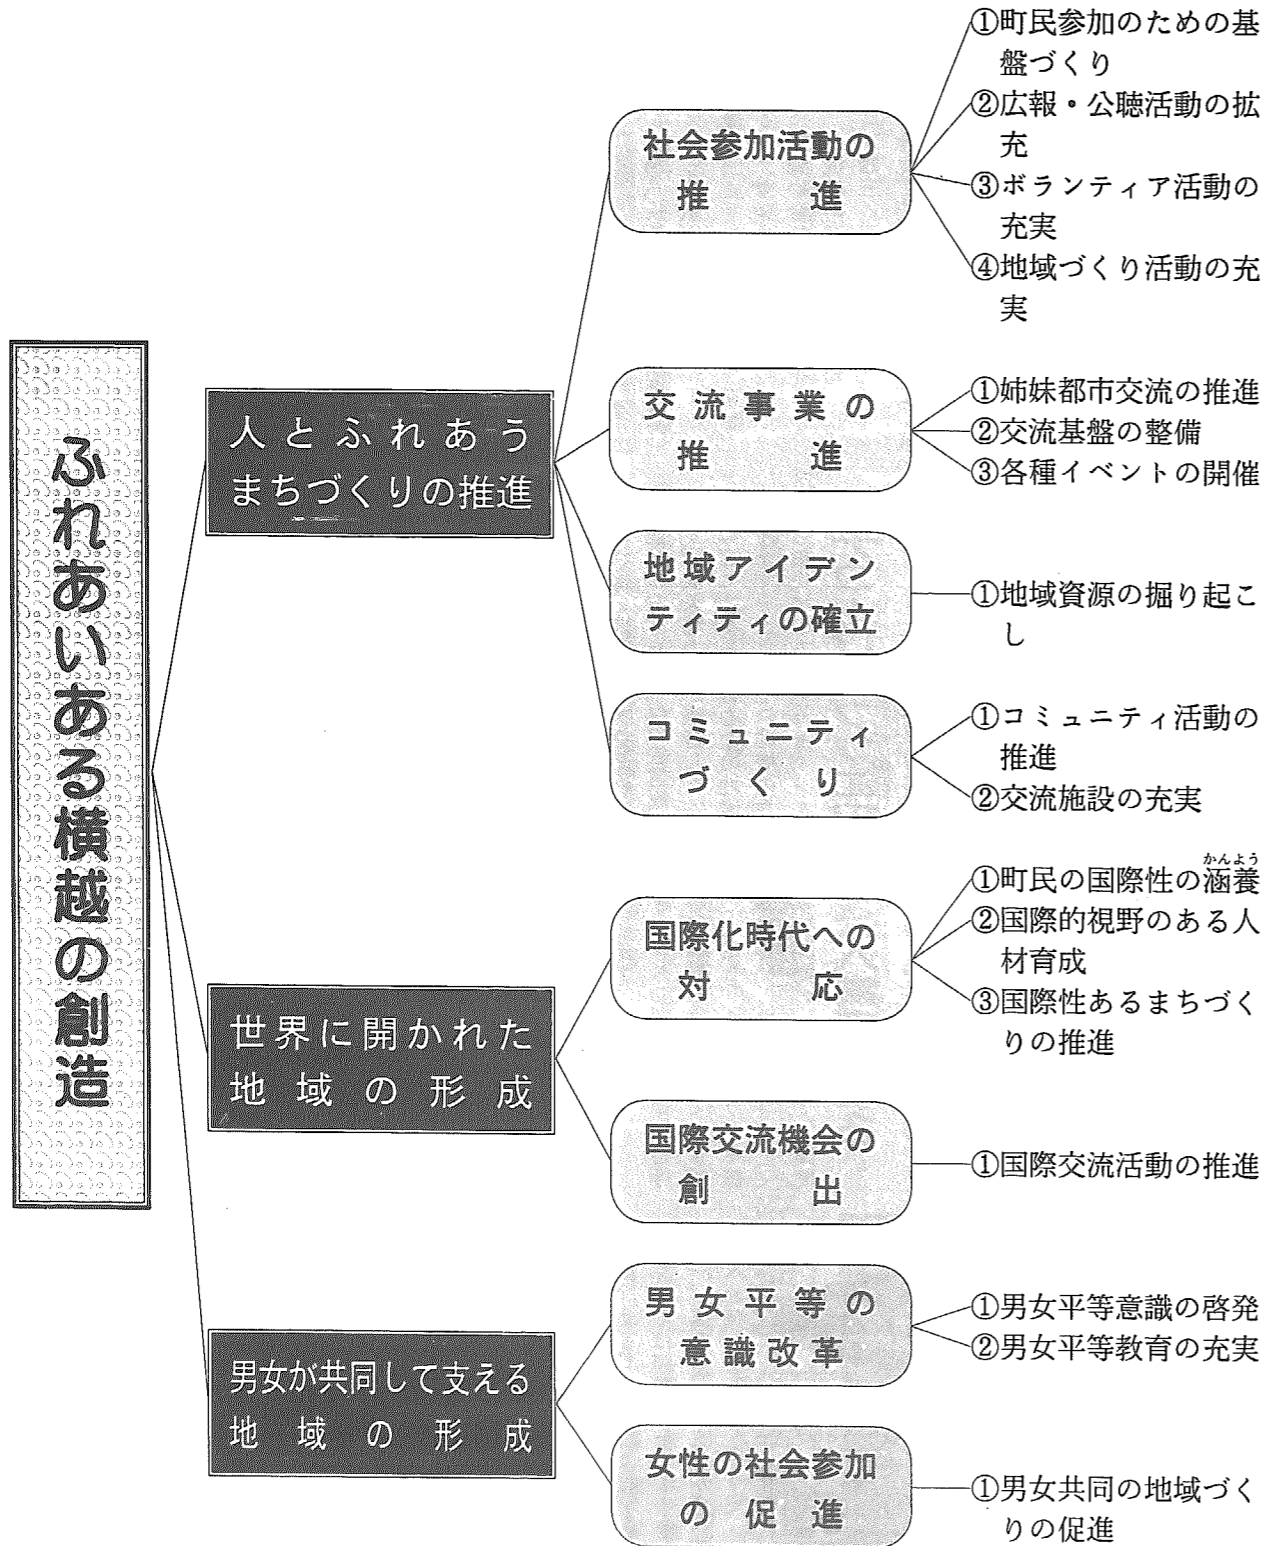 ふれあいある横越の創造
人とふれあう
まちづくりの推進
社会参加活動の
推進
①町民参加のための基
盤づくり
②広報・公聴活動の拡
充
③ボランティア活動の
充実
④地域づくり活動の充
実
交流事業の
推進
①姉妹都市交流の推進
②交流基盤の整備
③各種イベントの開催
地域アイデン
ティティの確立
①地域資源の掘り起こ
し
コミュニティ
づくり
①コミュニティ活動の
推進
②交流施設の充実
世界に開かれた
地域の形成
国際化時代への
対応
かんよう
①町民の国際性の涵養
②国際的視野のある人
材育成
③国際性あるまちづく
りの推進
国際交流機会の
創出
①国際交流活動の推進
男女が共同して支える
地域の形成
男女平等の
意識改革
①男女平等意識の啓発
②男女平等教育の充実
女性の社会参加
の促進
①男女共同の地域づく
りの促進